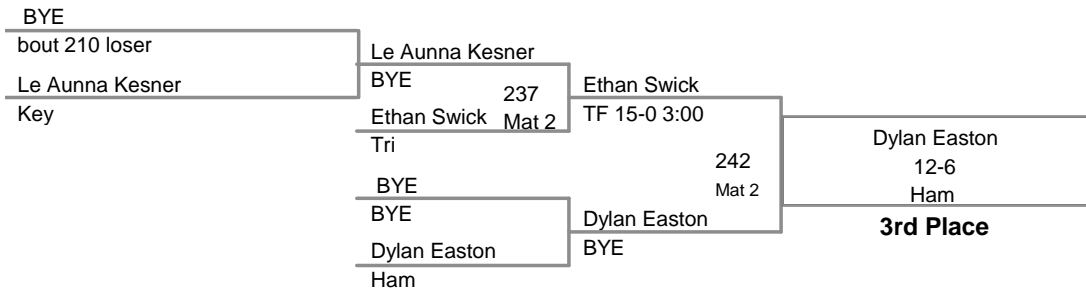 BYE
bout 210 loser
Le Aunna Kesner
Key
Le Aunna Kesner
BYE
237
Ethan Swick
Mat 2
Tri
BYE
BYE
Dylan Easton
Ham
Ethan Swick
TF 15-0 3:00
242
Mat 2
Dylan Easton
BYE
Dylan Easton
12-6
Ham
3rd Place